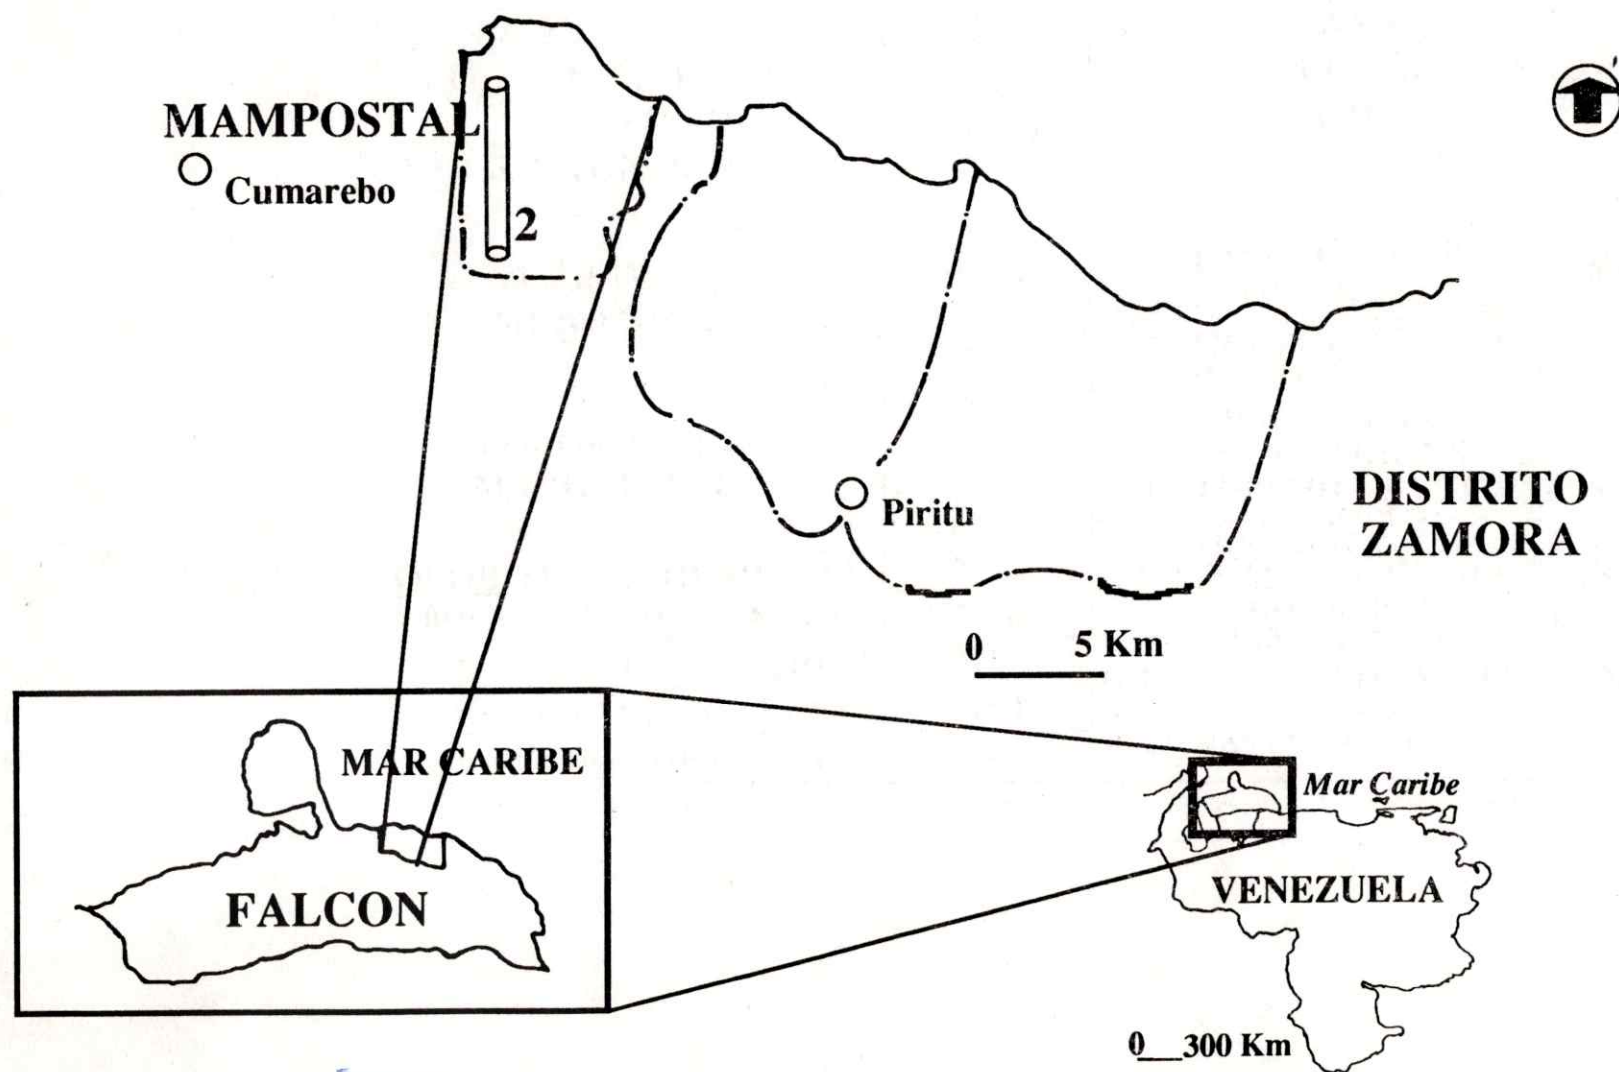 MAMPOSTAL
Cumarebo
2
Piritu
DISTRITO
ZAMORA
0 5 Km
MAR CARIBE
FALCON
Mar Caribe
VENEZUELA
0 300 Km